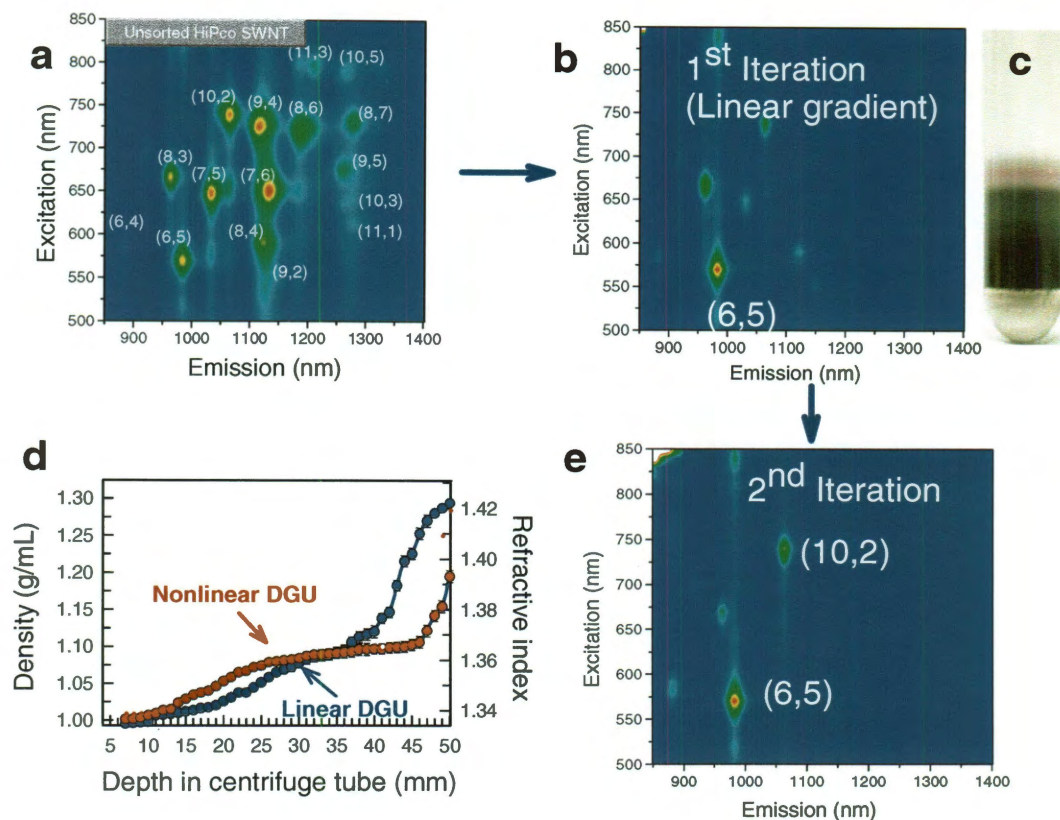 a
Unsorted HiPco SWNT
(11,3)
(10,5)
(10,2)
(9,4)
(8,6)
(8,7)
(8,3)
(7,5)
(7,6)
(9,5)
(10,3)
(6,4)
(6,5)
(8,4)
(11,1)
(9,2)
850
800
750
700
650
600
550
500
Excitation (nm)
900 1000 1100 1200 1300 1400
Emission (nm)
b
1st Iteration
(Linear gradient)
(6,5)
850
800
750
700
650
600
550
500
Excitation (nm)
900 1000 1100 1200 1300 1400
Emission (nm)
c
d
1.30
1.25
1.20
1.15
1.10
1.05
1.00
Density (g/mL)
Nonlinear DGU
Linear DGU
1.42
1.40
1.38
1.36
1.34
Refractive index
5 10 15 20 25 30 35 40 45 50
Depth in centrifuge tube (mm)
e
2nd Iteration
(10,2)
(6,5)
850
800
750
700
650
600
550
500
Excitation (nm)
900 1000 1100 1200 1300 1400
Emission (nm)